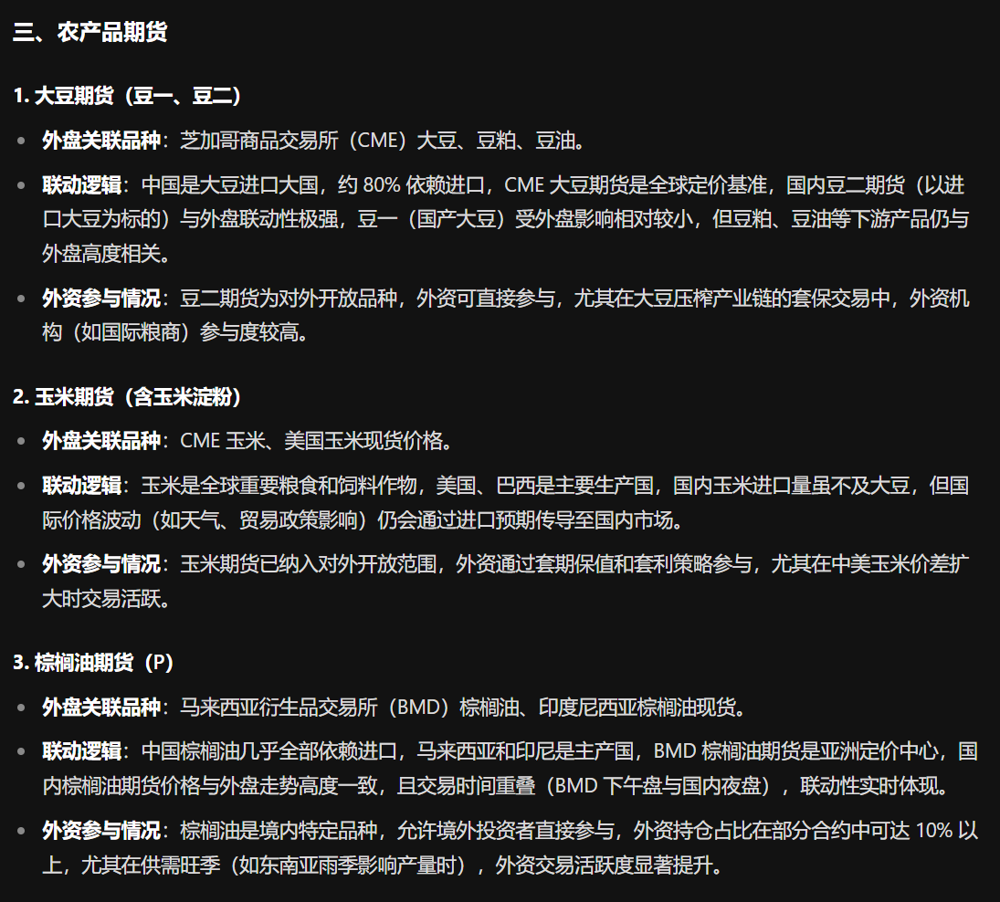 三、农产品期货
1. 大豆期货（豆一、豆二）
外盘关联品种：芝加哥商品交易所（CME）大豆、豆粕、豆油。
联动逻辑：中国是大豆进口大国，约 80% 依赖进口，CME 大豆期货是全球定价基准，国内豆二期货（以进
口大豆为标的）与外盘联动性极强，豆一（国产大豆）受外盘影响相对较小，但豆粕、豆油等下游产品仍与
外盘高度相关。
外资参与情况：豆二期货为对外开放品种，外资可直接参与，尤其在大豆压榨产业链的套保交易中，外资机
构（如国际粮商）参与度较高。
2. 玉米期货（含玉米淀粉）
外盘关联品种：CME 玉米、美国玉米现货价格。
联动逻辑：玉米是全球重要粮食和饲料作物，美国、巴西是主要生产国，国内玉米进口量虽不及大豆，但国
际价格波动（如天气、贸易政策影响）仍会通过进口预期传导至国内市场。
外资参与情况：玉米期货已纳入对外开放范围，外资通过套期保值和套利策略参与，尤其在中美玉米价差扩
大时交易活跃。
3. 棕榈油期货（P）
外盘关联品种：马来西亚衍生品交易所（BMD）棕榈油、印度尼西亚棕榈油现货。
联动逻辑：中国棕榈油几乎全部依赖进口，马来西亚和印尼是主产国，BMD 棕榈油期货是亚洲定价中心，国
内棕榈油期货价格与外盘走势高度一致，且交易时间重叠（BMD 下午盘与国内夜盘），联动性实时体现。
外资参与情况：棕榈油是境内特定品种，允许境外投资者直接参与，外资持仓占比在部分合约中可达 10% 以
上，尤其在供需旺季（如东南亚雨季影响产量时），外资交易活跃度显著提升。